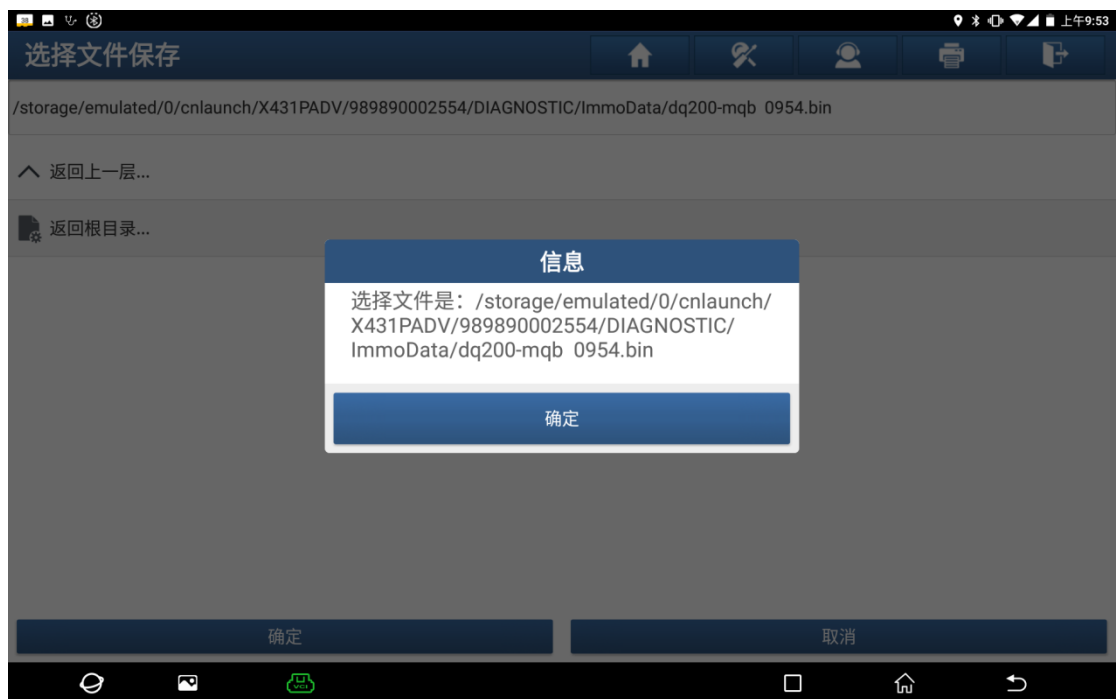 上午9:53
选择文件保存
/storage/emulated/0/cnlaunch/X431PADV/989890002554/DIAGNOSTIC/ImmoData/dq200-mqb 0954.bin
返回上一层...
返回根目录...
信息
选择文件是：/storage/emulated/0/cnlaunch/
X431PADV/989890002554/DIAGNOSTIC/
ImmoData/dq200-mqb 0954.bin
确定
确定
取消
VCI